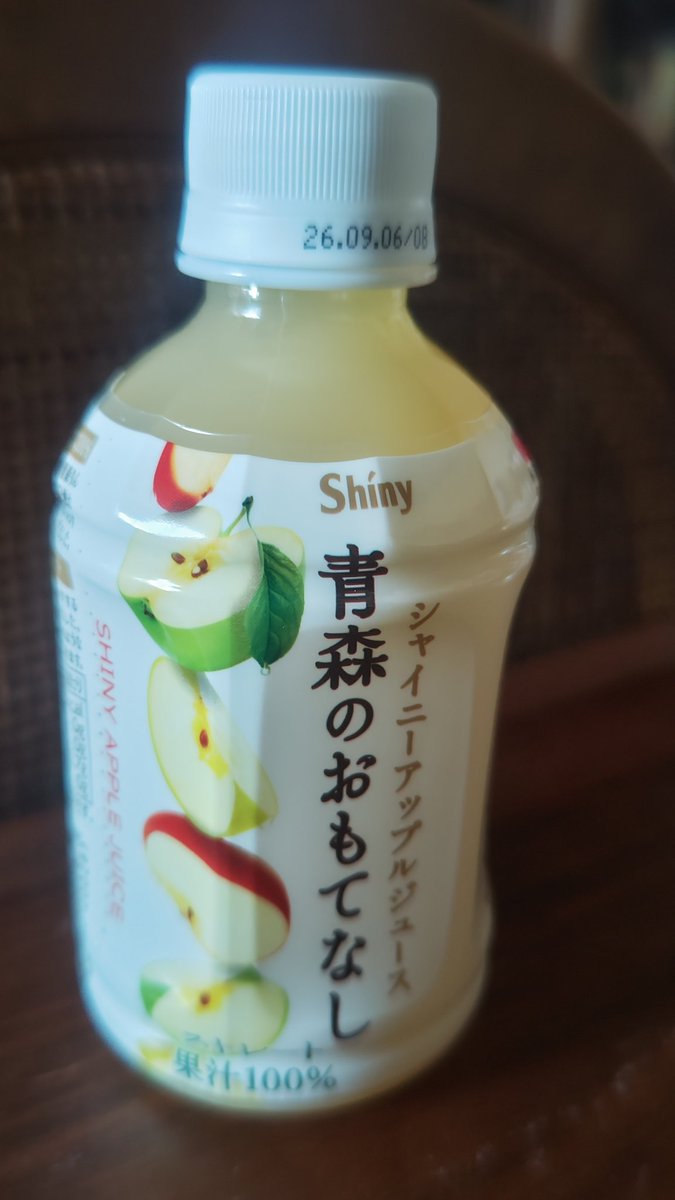 26.09.06/08
Shiny
青森のおもてなし
シャイニーアップルジュース
SHINY APPLE JUICE
果汁100%